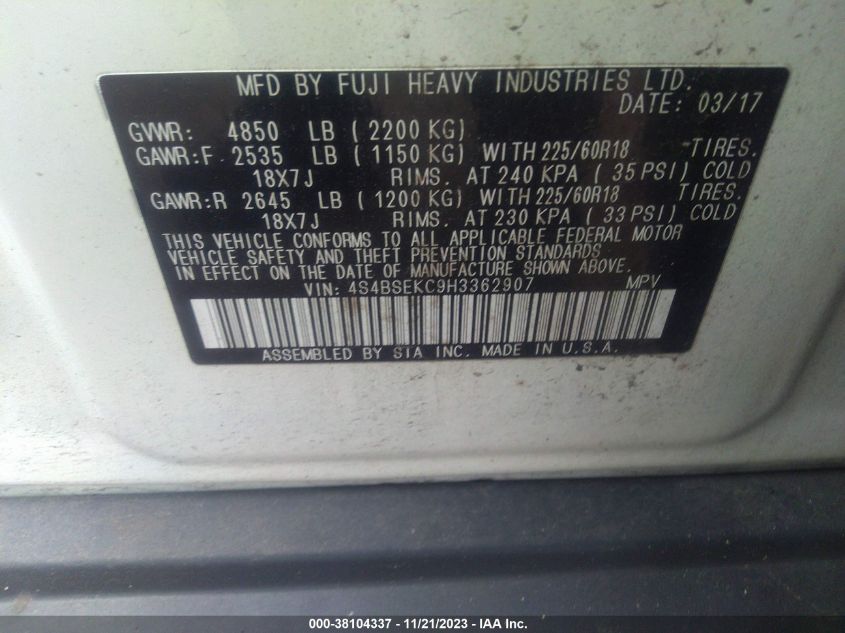 MFD BY FUJI HEAVY INDUSTRIES LTD.
DATE: 03/17
GVWR: 4850 LB (2200 KG)
GAWR:F 2535 LB (1150 KG) WITH 225/60R18 TIRES.
18X7J RIMS. AT 240 KPA (35 PSI) COLD
GAWR:R 2645 LB (1200 KG) WITH 225/60R18 TIRES.
18X7J RIMS. AT 230 KPA (33 PSI) COLD
THIS VEHICLE CONFORMS TO ALL APPLICABLE FEDERAL MOTOR
VEHICLE SAFETY AND THEFT PREVENTION STANDARDS
IN EFFECT ON THE DATE OF MANUFACTURE SHOWN ABOVE.
VIN: 4S4BSEKC9H3362907 MPV
ASSEMBLED BY SIA INC. MADE IN U.S.A.
000-38104337 - 11/21/2023 - IAA Inc.